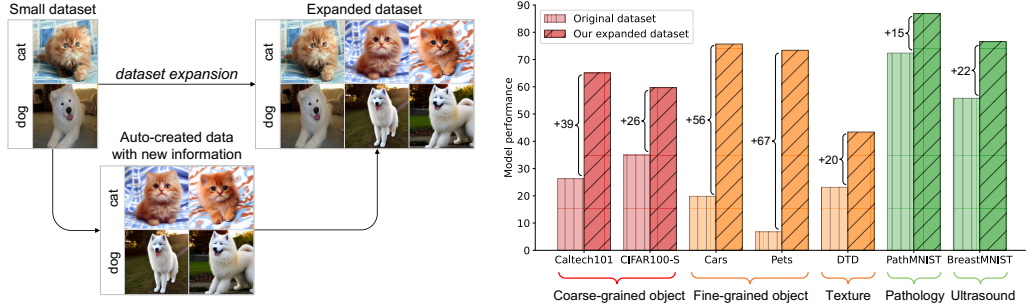 Small dataset
Expanded dataset
cat
dog
dataset expansion
cat
dog
Auto-created data
with new information
cat
dog
Model performance
90
80
70
60
50
40
30
20
10
0
Original dataset
Our expanded dataset
+39
+26
+56
+67
+20
+15
+22
Caltech101 CIFAR100-S Cars Pets DTD PathMNIST BreastMNIST
Coarse-grained object Fine-grained object Texture Pathology Ultrasound